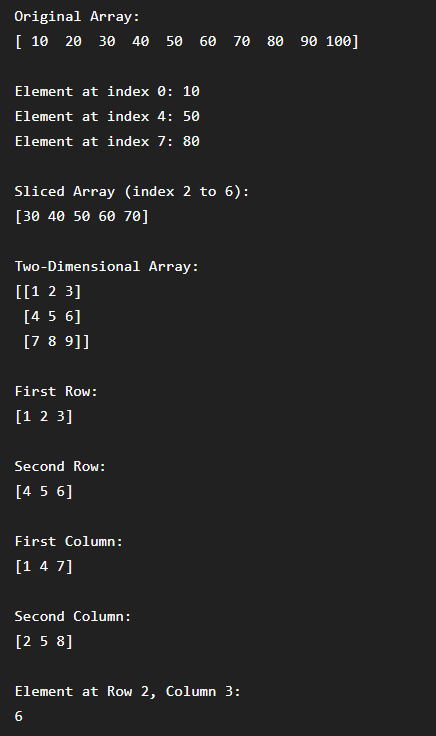 Original Array:
[ 10  20  30  40  50  60  70  80  90 100]
Element at index 0: 10
Element at index 4: 50
Element at index 7: 80
Sliced Array (index 2 to 6):
[30 40 50 60 70]
Two-Dimensional Array:
[[1 2 3]
 [4 5 6]
 [7 8 9]]
First Row:
[1 2 3]
Second Row:
[4 5 6]
First Column:
[1 4 7]
Second Column:
[2 5 8]
Element at Row 2, Column 3:
6